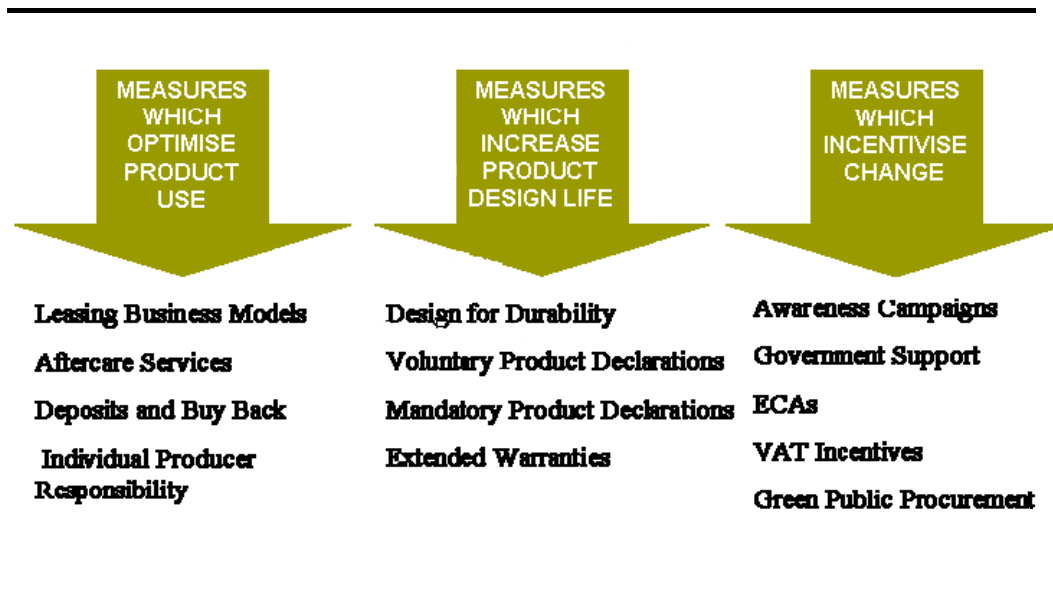 MEASURES
WHICH
OPTIMISE
PRODUCT
USE
Leasing Business Models
Aftercare Services
Deposits and Buy Back
Individual Producer
Responsibility
MEASURES
WHICH
INCREASE
PRODUCT
DESIGN LIFE
Design for Durability
Voluntary Product Declarations
Mandatory Product Declarations
Extended Warranties
MEASURES
WHICH
INCENTIVISE
CHANGE
Awareness Campaigns
Government Support
ECAs
VAT Incentives
Green Public Procurement